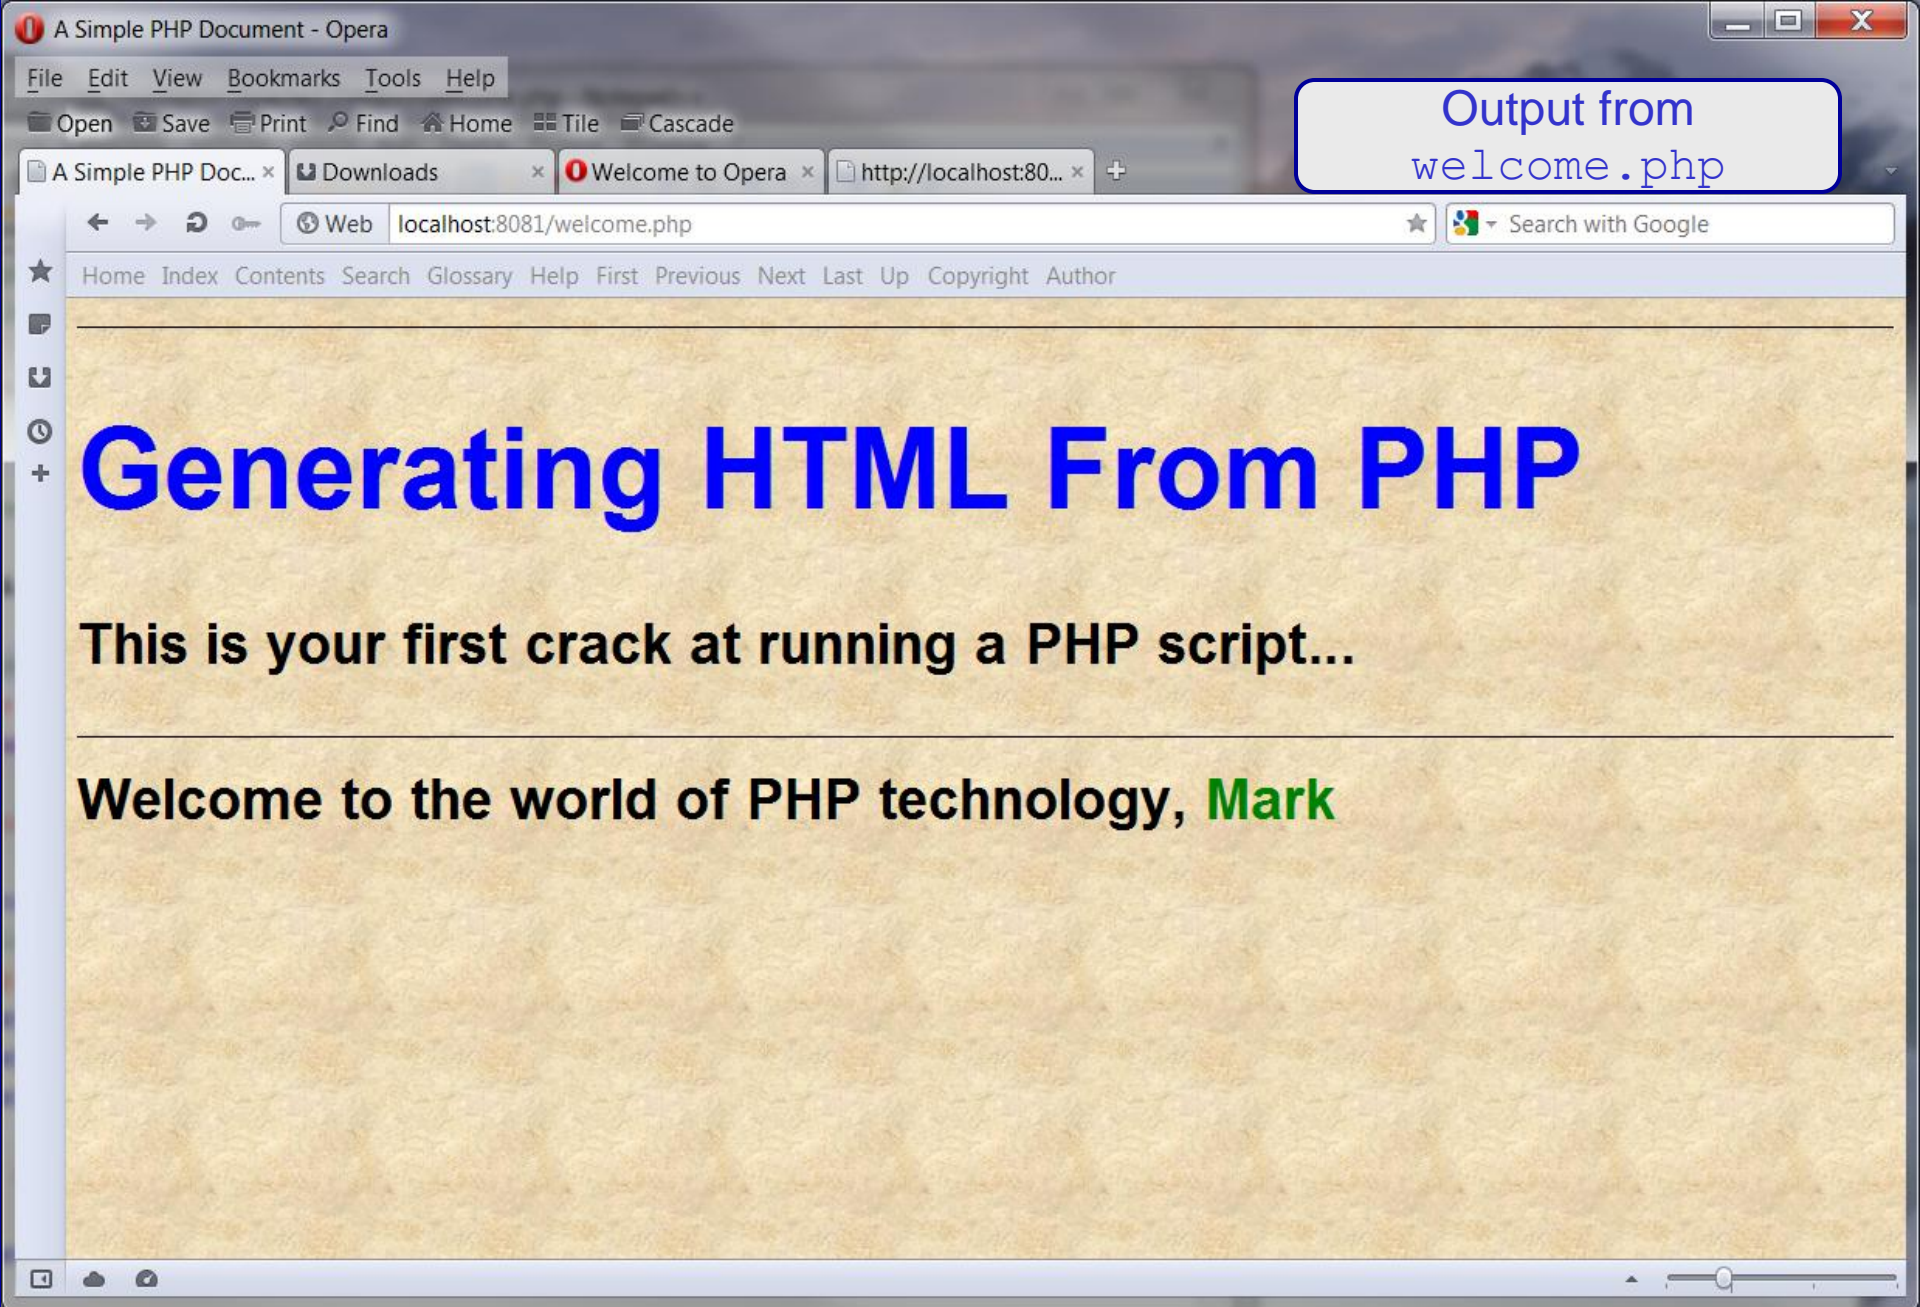 A Simple PHP Document - Opera
File Edit View Bookmarks Tools Help
Open Save Print Find Home Tile Cascade
Output from
welcome.php
A Simple PHP Doc... Downloads Welcome to Opera http://localhost:80...
Web localhost:8081/welcome.php Search with Google
Home Index Contents Search Glossary Help First Previous Next Last Up Copyright Author
Generating HTML From PHP
This is your first crack at running a PHP script...
Welcome to the world of PHP technology, Mark